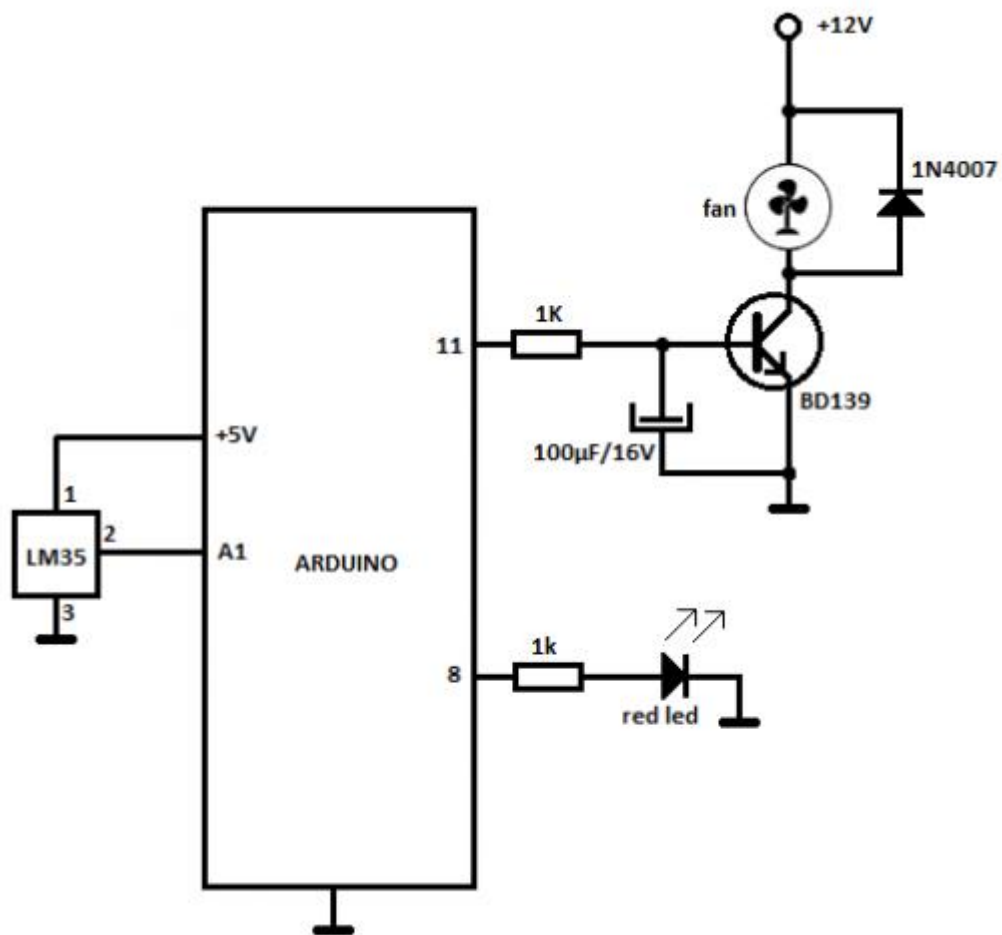 +12V
1N4007
fan
1K
11
BD139
+5V
100µF/16V
1
2
LM35
A1
ARDUINO
3
1k
8
red led